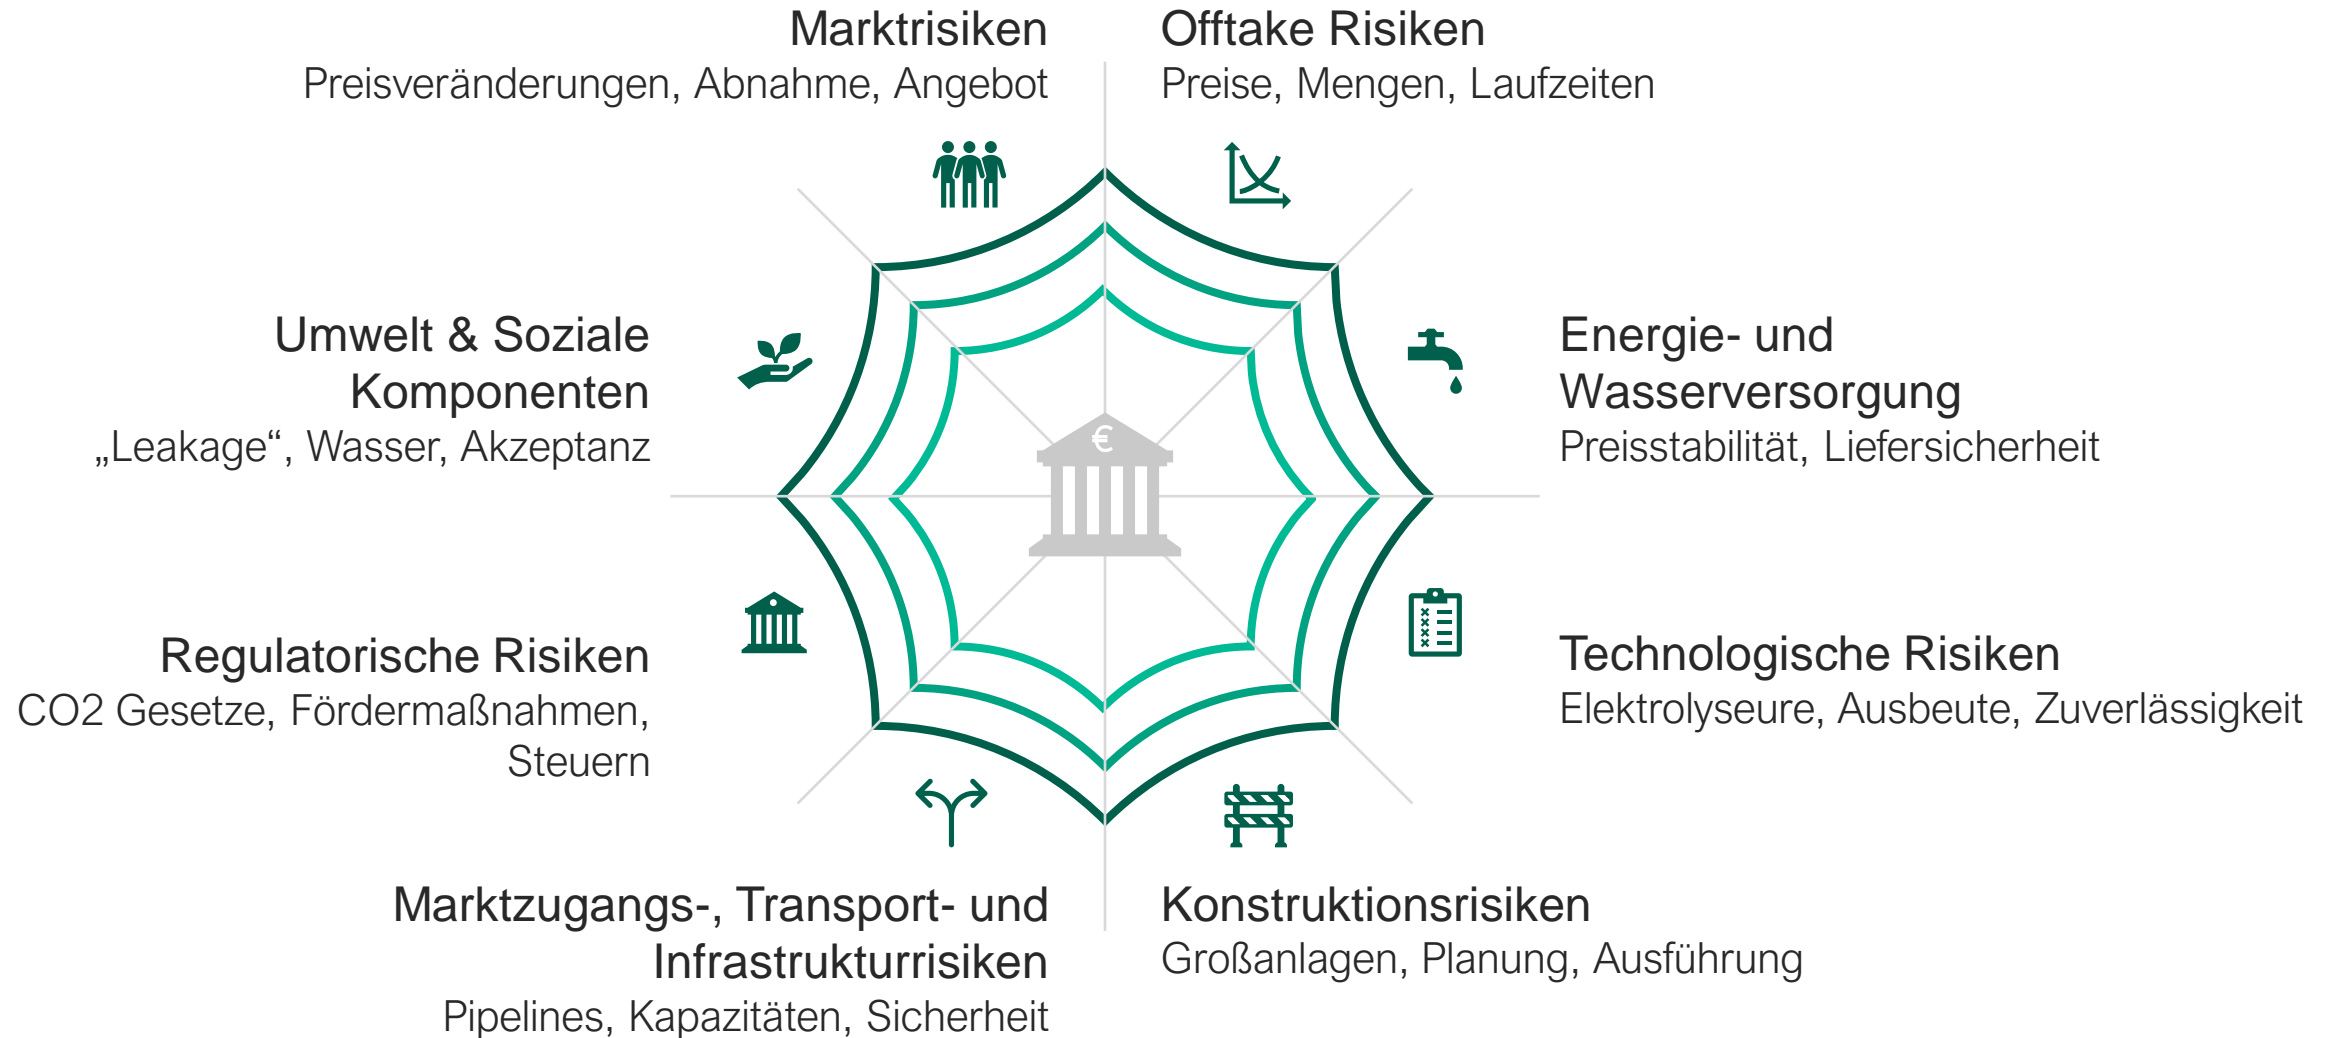 Marktrisiken
Preisveränderungen, Abnahme, Angebot
Offtake Risiken
Preise, Mengen, Laufzeiten
Umwelt & Soziale
Komponenten
„Leakage“, Wasser, Akzeptanz
€
Energie- und
Wasserversorgung
Preisstabilität, Liefersicherheit
Regulatorische Risiken
CO2 Gesetze, Fördermaßnahmen,
Steuern
Technologische Risiken
Elektrolyseure, Ausbeute, Zuverlässigkeit
Marktzugangs-, Transport- und
Infrastrukturrisiken
Pipelines, Kapazitäten, Sicherheit
Konstruktionsrisiken
Großanlagen, Planung, Ausführung